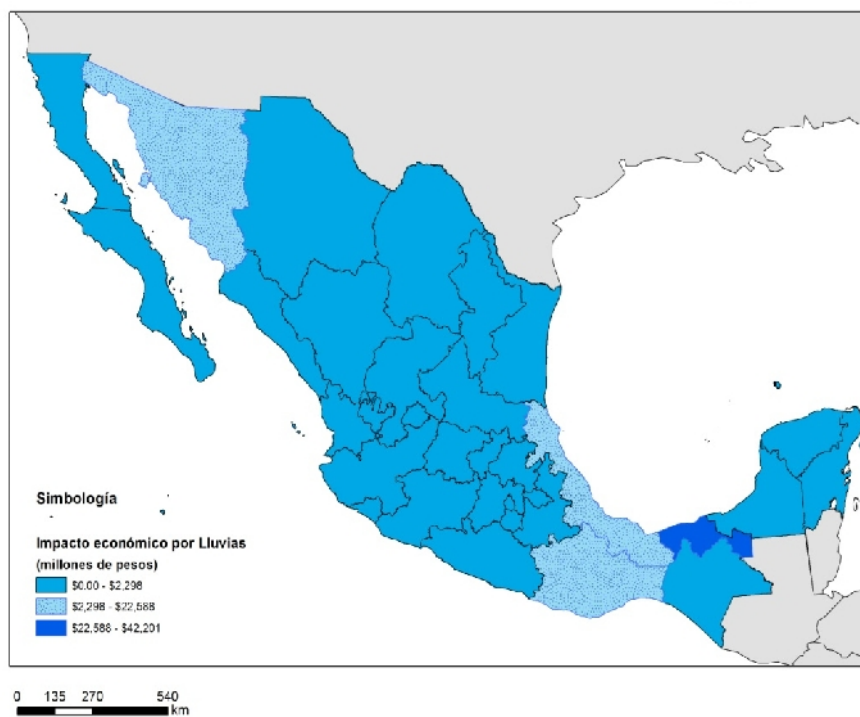 Simbología
Impacto económico por Lluvias
(millones de pesos)
$0.00 - $2,298
$2,298 - $22,588
$22,588 - $42,201
0 135 270 540
km